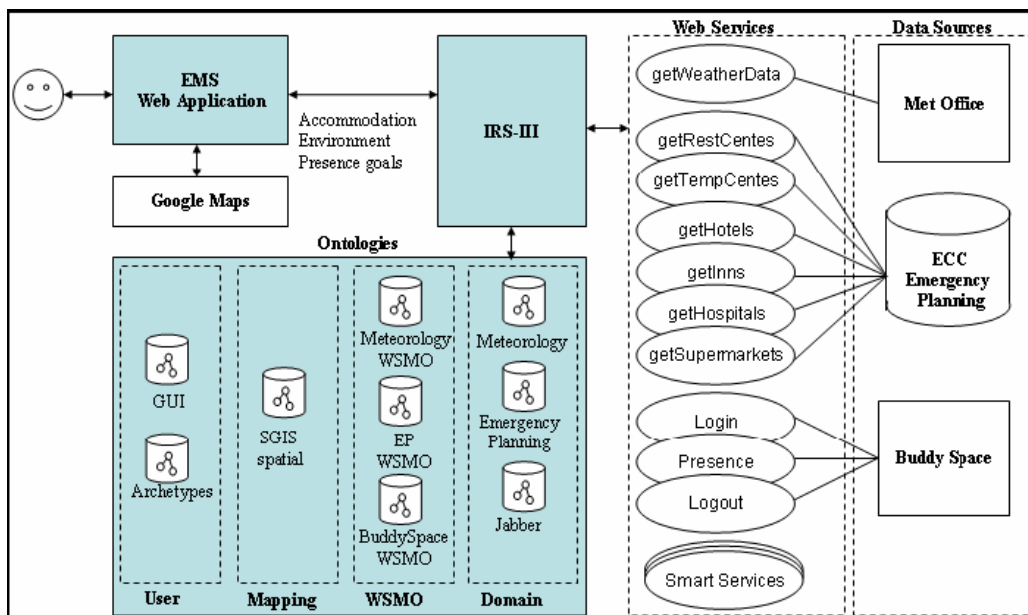 Web Services
Data Sources
EMS
Web Application
Accommodation
Environment
Presence goals
IRS-III
Google Maps
getWeatherData
Met Office
getRestCentes
getTempCentes
getHotels
getInns
getHospitals
getSupermarkets
ECC
Emergency
Planning
Login
Presence
Logout
Buddy Space
Smart Services
Ontologies
GUI
Archetypes
User
SGIS
spatial
Mapping
Meteorology
WSMO
EP
WSMO
BuddySpace
WSMO
WSMO
Meteorology
Emergency
Planning
Jabber
Domain